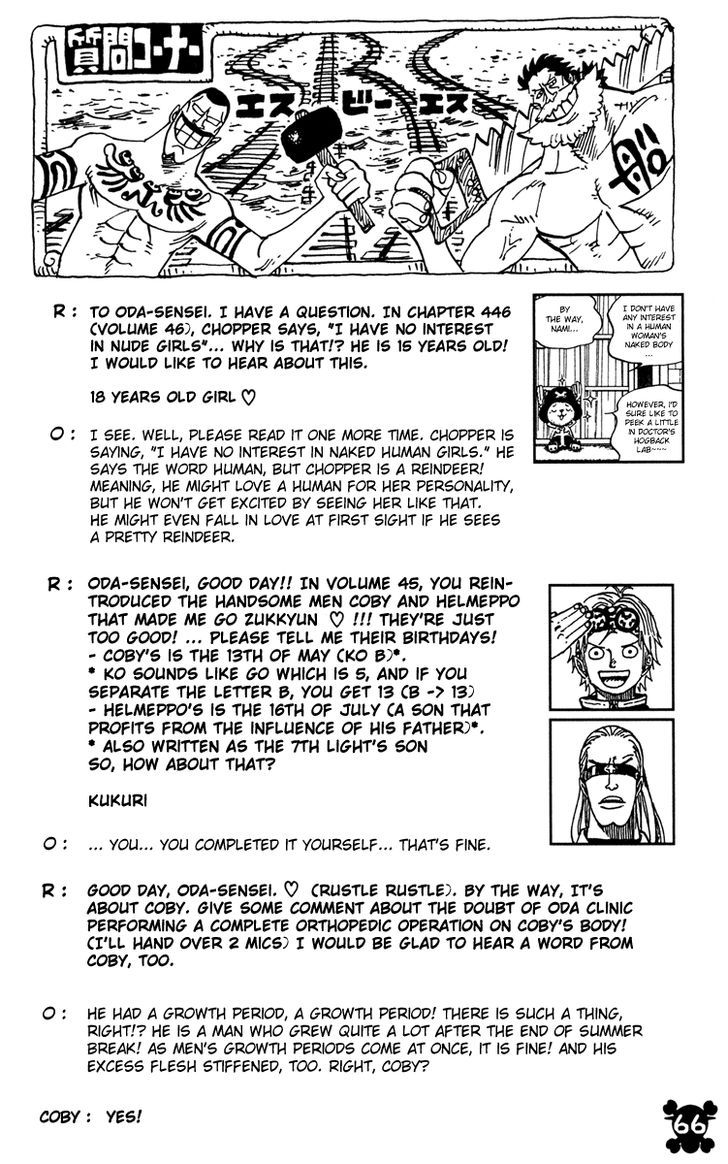 質問コーナー
エスビーエス
船
R: TO ODA-SENSEI. I HAVE A QUESTION. IN CHAPTER 446
(VOLUME 46), CHOPPER SAYS, "I HAVE NO INTEREST
IN NUDE GIRLS"... WHY IS THAT!? HE IS 15 YEARS OLD!
I WOULD LIKE TO HEAR ABOUT THIS.
18 YEARS OLD GIRL ♡
BY
THE WAY,
NAMI...
I DON'T HAVE
ANY INTEREST
IN A HUMAN
WOMAN'S
NAKED BODY
...
HOWEVER, I'D
SURE LIKE TO
PEEK A LITTLE
IN DOCTOR'S
HOGBACK
LAB~~~
O: I SEE. WELL, PLEASE READ IT ONE MORE TIME. CHOPPER IS
SAYING, "I HAVE NO INTEREST IN NAKED HUMAN GIRLS." HE
SAYS THE WORD HUMAN, BUT CHOPPER IS A REINDEER!
MEANING, HE MIGHT LOVE A HUMAN FOR HER PERSONALITY,
BUT HE WON'T GET EXCITED BY SEEING HER LIKE THAT.
HE MIGHT EVEN FALL IN LOVE AT FIRST SIGHT IF HE SEES
A PRETTY REINDEER.
R: ODA-SENSEI, GOOD DAY!! IN VOLUME 45, YOU REIN-
TRODUCED THE HANDSOME MEN COBY AND HELMEPPO
THAT MADE ME GO ZUKKYUN ♡ !!! THEY'RE JUST
TOO GOOD! ... PLEASE TELL ME THEIR BIRTHDAYS!
- COBY'S IS THE 13TH OF MAY (KO B)*.
* KO SOUNDS LIKE GO WHICH IS 5, AND IF YOU
SEPARATE THE LETTER B, YOU GET 13 (B -> 13)
- HELMEPPO'S IS THE 16TH OF JULY (A SON THAT
PROFITS FROM THE INFLUENCE OF HIS FATHER)*.
* ALSO WRITTEN AS THE 7TH LIGHT'S SON
SO, HOW ABOUT THAT?
KUKURI
O: ... YOU... YOU COMPLETED IT YOURSELF... THAT'S FINE.
R: GOOD DAY, ODA-SENSEI. ♡ (RUSTLE RUSTLE). BY THE WAY, IT'S
ABOUT COBY. GIVE SOME COMMENT ABOUT THE DOUBT OF ODA CLINIC
PERFORMING A COMPLETE ORTHOPEDIC OPERATION ON COBY'S BODY!
(I'LL HAND OVER 2 MICS) I WOULD BE GLAD TO HEAR A WORD FROM
COBY, TOO.
O: HE HAD A GROWTH PERIOD, A GROWTH PERIOD! THERE IS SUCH A THING,
RIGHT!? HE IS A MAN WHO GREW QUITE A LOT AFTER THE END OF SUMMER
BREAK! AS MEN'S GROWTH PERIODS COME AT ONCE, IT IS FINE! AND HIS
EXCESS FLESH STIFFENED, TOO. RIGHT, COBY?
COBY: YES!
66